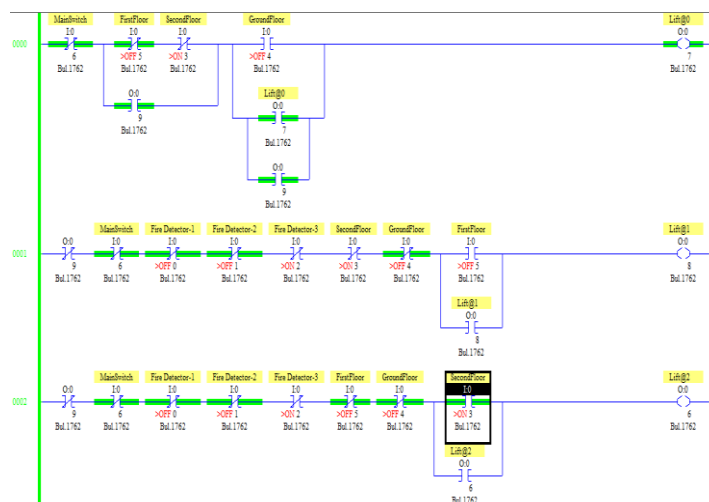 MainSwitch FirstFloor SecondFloor GroundFloor Lift@0
I:0 I:0 I:0 I:0 O:0
0000
6 >OFF 5 >ON 3 >OFF 4 7
Bul.1762 Bul.1762 Bul.1762 Bul.1762 Bul.1762
O:0 Lift@0
9 O:0
Bul.1762 7
Bul.1762
O:0
9
Bul.1762
MainSwitch Fire Detector-1 Fire Detector-2 Fire Detector-3 SecondFloor GroundFloor FirstFloor Lift@1
O:0 I:0 I:0 I:0 I:0 I:0 I:0 I:0 O:0
0001
9 6 >OFF 0 >OFF 1 >ON 2 >ON 3 >OFF 4 >OFF 5 8
Bul.1762 Bul.1762 Bul.1762 Bul.1762 Bul.1762 Bul.1762 Bul.1762 Bul.1762 Bul.1762
Lift@1
O:0
8
Bul.1762
MainSwitch Fire Detector-1 Fire Detector-2 Fire Detector-3 FirstFloor GroundFloor SecondFloor Lift@2
O:0 I:0 I:0 I:0 I:0 I:0 I:0 I:0 O:0
0002
9 6 >OFF 0 >OFF 1 >ON 2 >OFF 5 >OFF 4 >ON 3 6
Bul.1762 Bul.1762 Bul.1762 Bul.1762 Bul.1762 Bul.1762 Bul.1762 Bul.1762 Bul.1762
Lift@2
O:0
6
Bul.1762